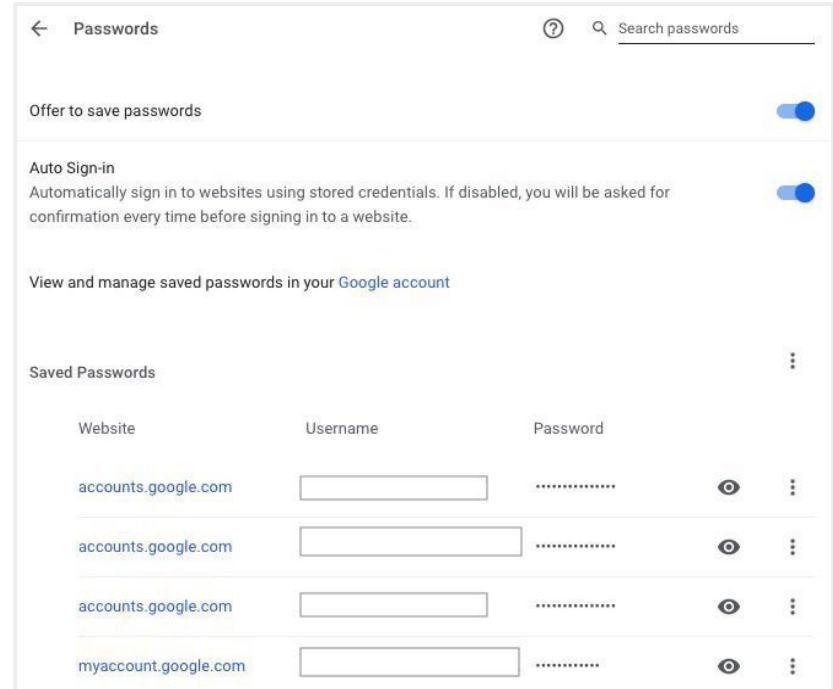 Passwords
Search passwords
Offer to save passwords
Auto Sign-in
Automatically sign in to websites using stored credentials. If disabled, you will be asked for
confirmation every time before signing in to a website.
View and manage saved passwords in your Google account
Saved Passwords
Website Username Password
accounts.google.com ···············
accounts.google.com ···············
accounts.google.com ···············
myaccount.google.com ············